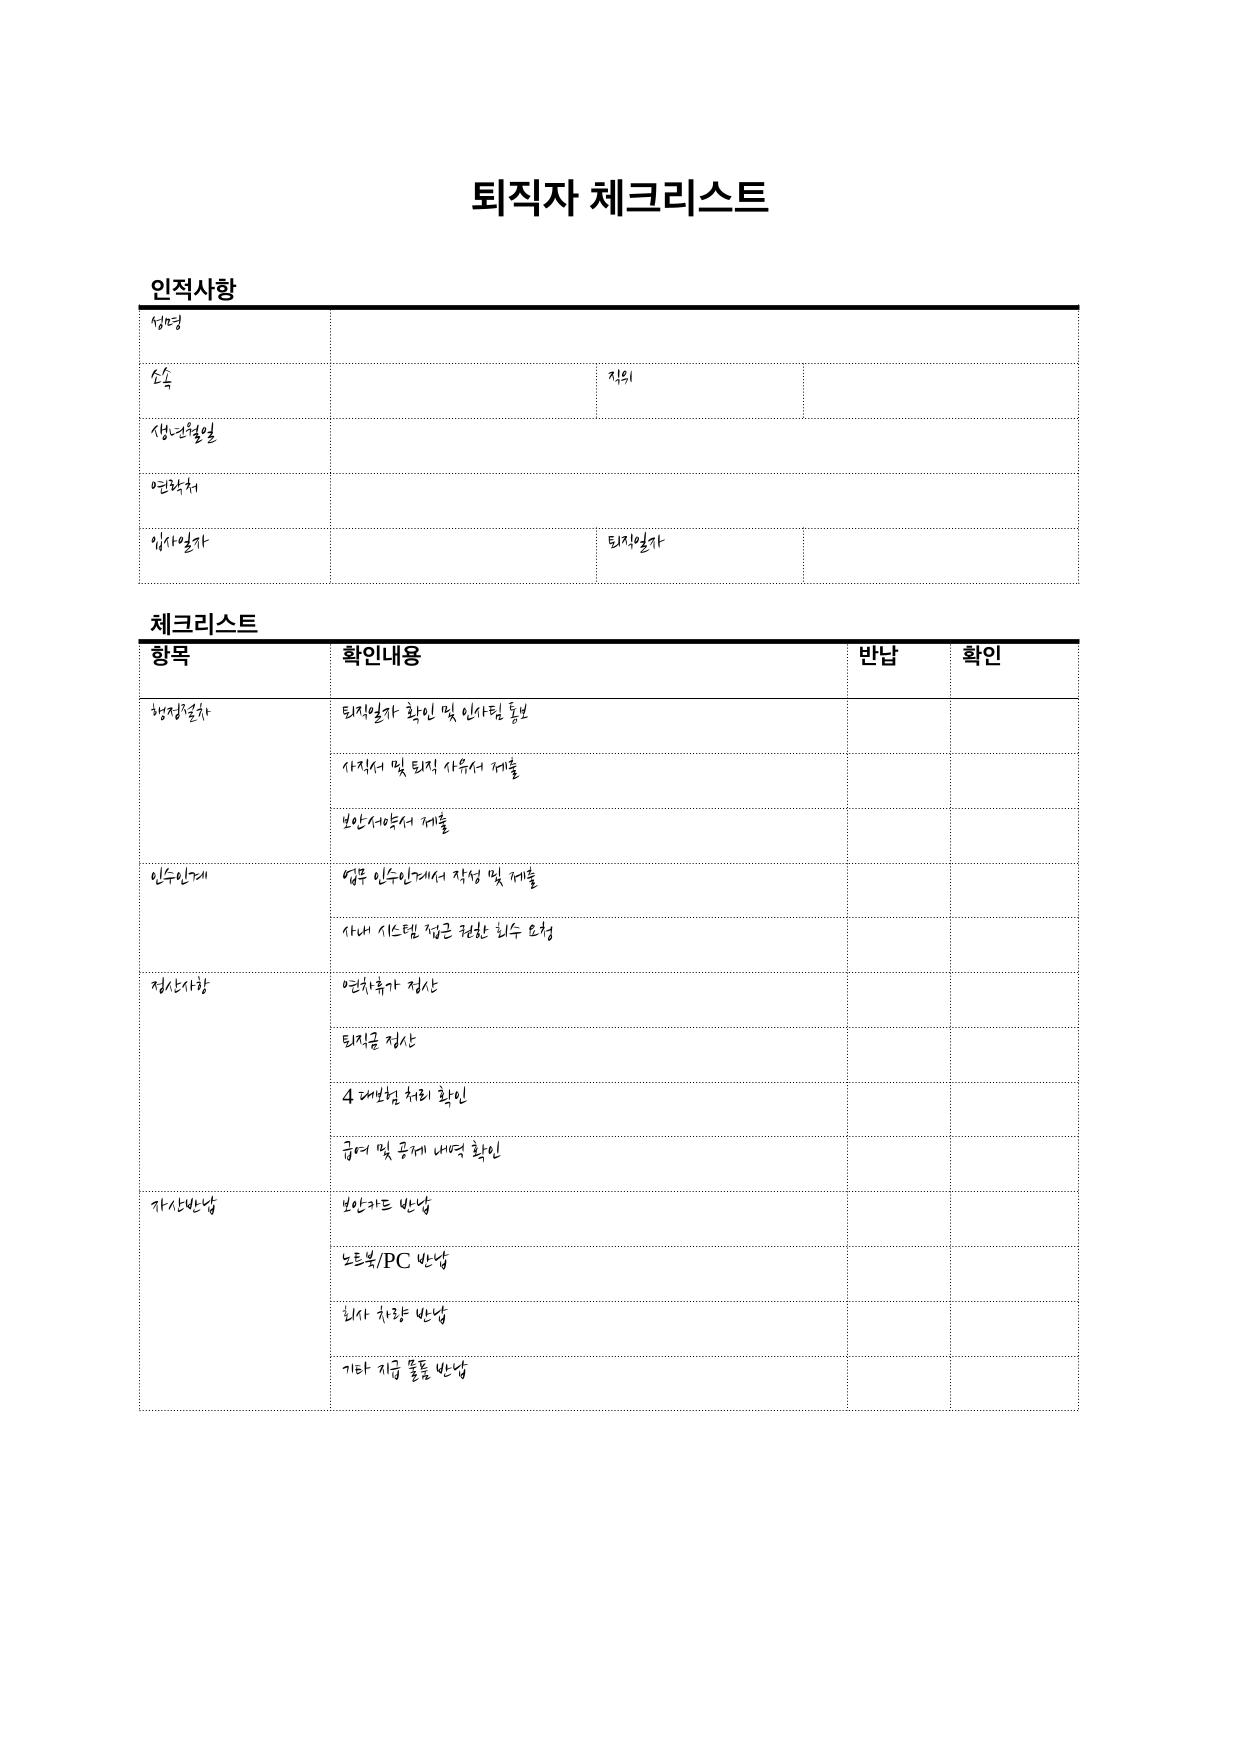 퇴직자 체크리스트
인적사항
성명
소속 직위
생년월일
연락처
입사일자 퇴직일자
체크리스트
항목 확인내용 반납 확인
행정절차 퇴직일자 확인 및 인사팀 통보
사직서 및 퇴직 사유서 제출
보안서약서 제출
인수인계 업무 인수인계서 작성 및 제출
사내 시스템 접근 권한 회수 요청
정산사항 연차휴가 정산
퇴직금 정산
4대보험 처리 확인
급여 및 공제 내역 확인
자산반납 보안카드 반납
노트북/PC 반납
회사 차량 반납
기타 지급 물품 반납